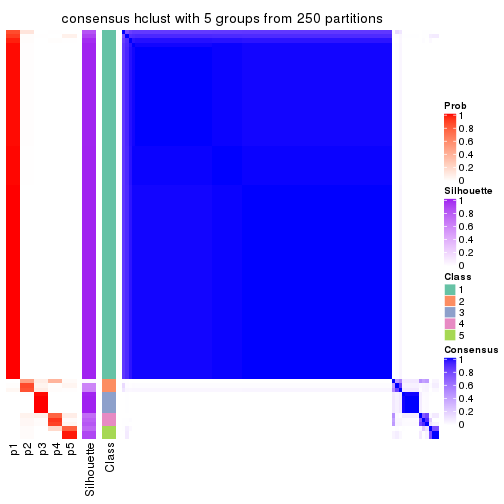 consensus hclust with 5 groups from 250 partitions
Prob
1
0.8
0.6
0.4
0.2
0
Silhouette
1
0.8
0.6
0.4
0.2
0
Class
1
2
3
4
5
Consensus
1
0.8
0.6
0.4
0.2
0
p1
p2
p3
p4
p5
Silhouette
Class